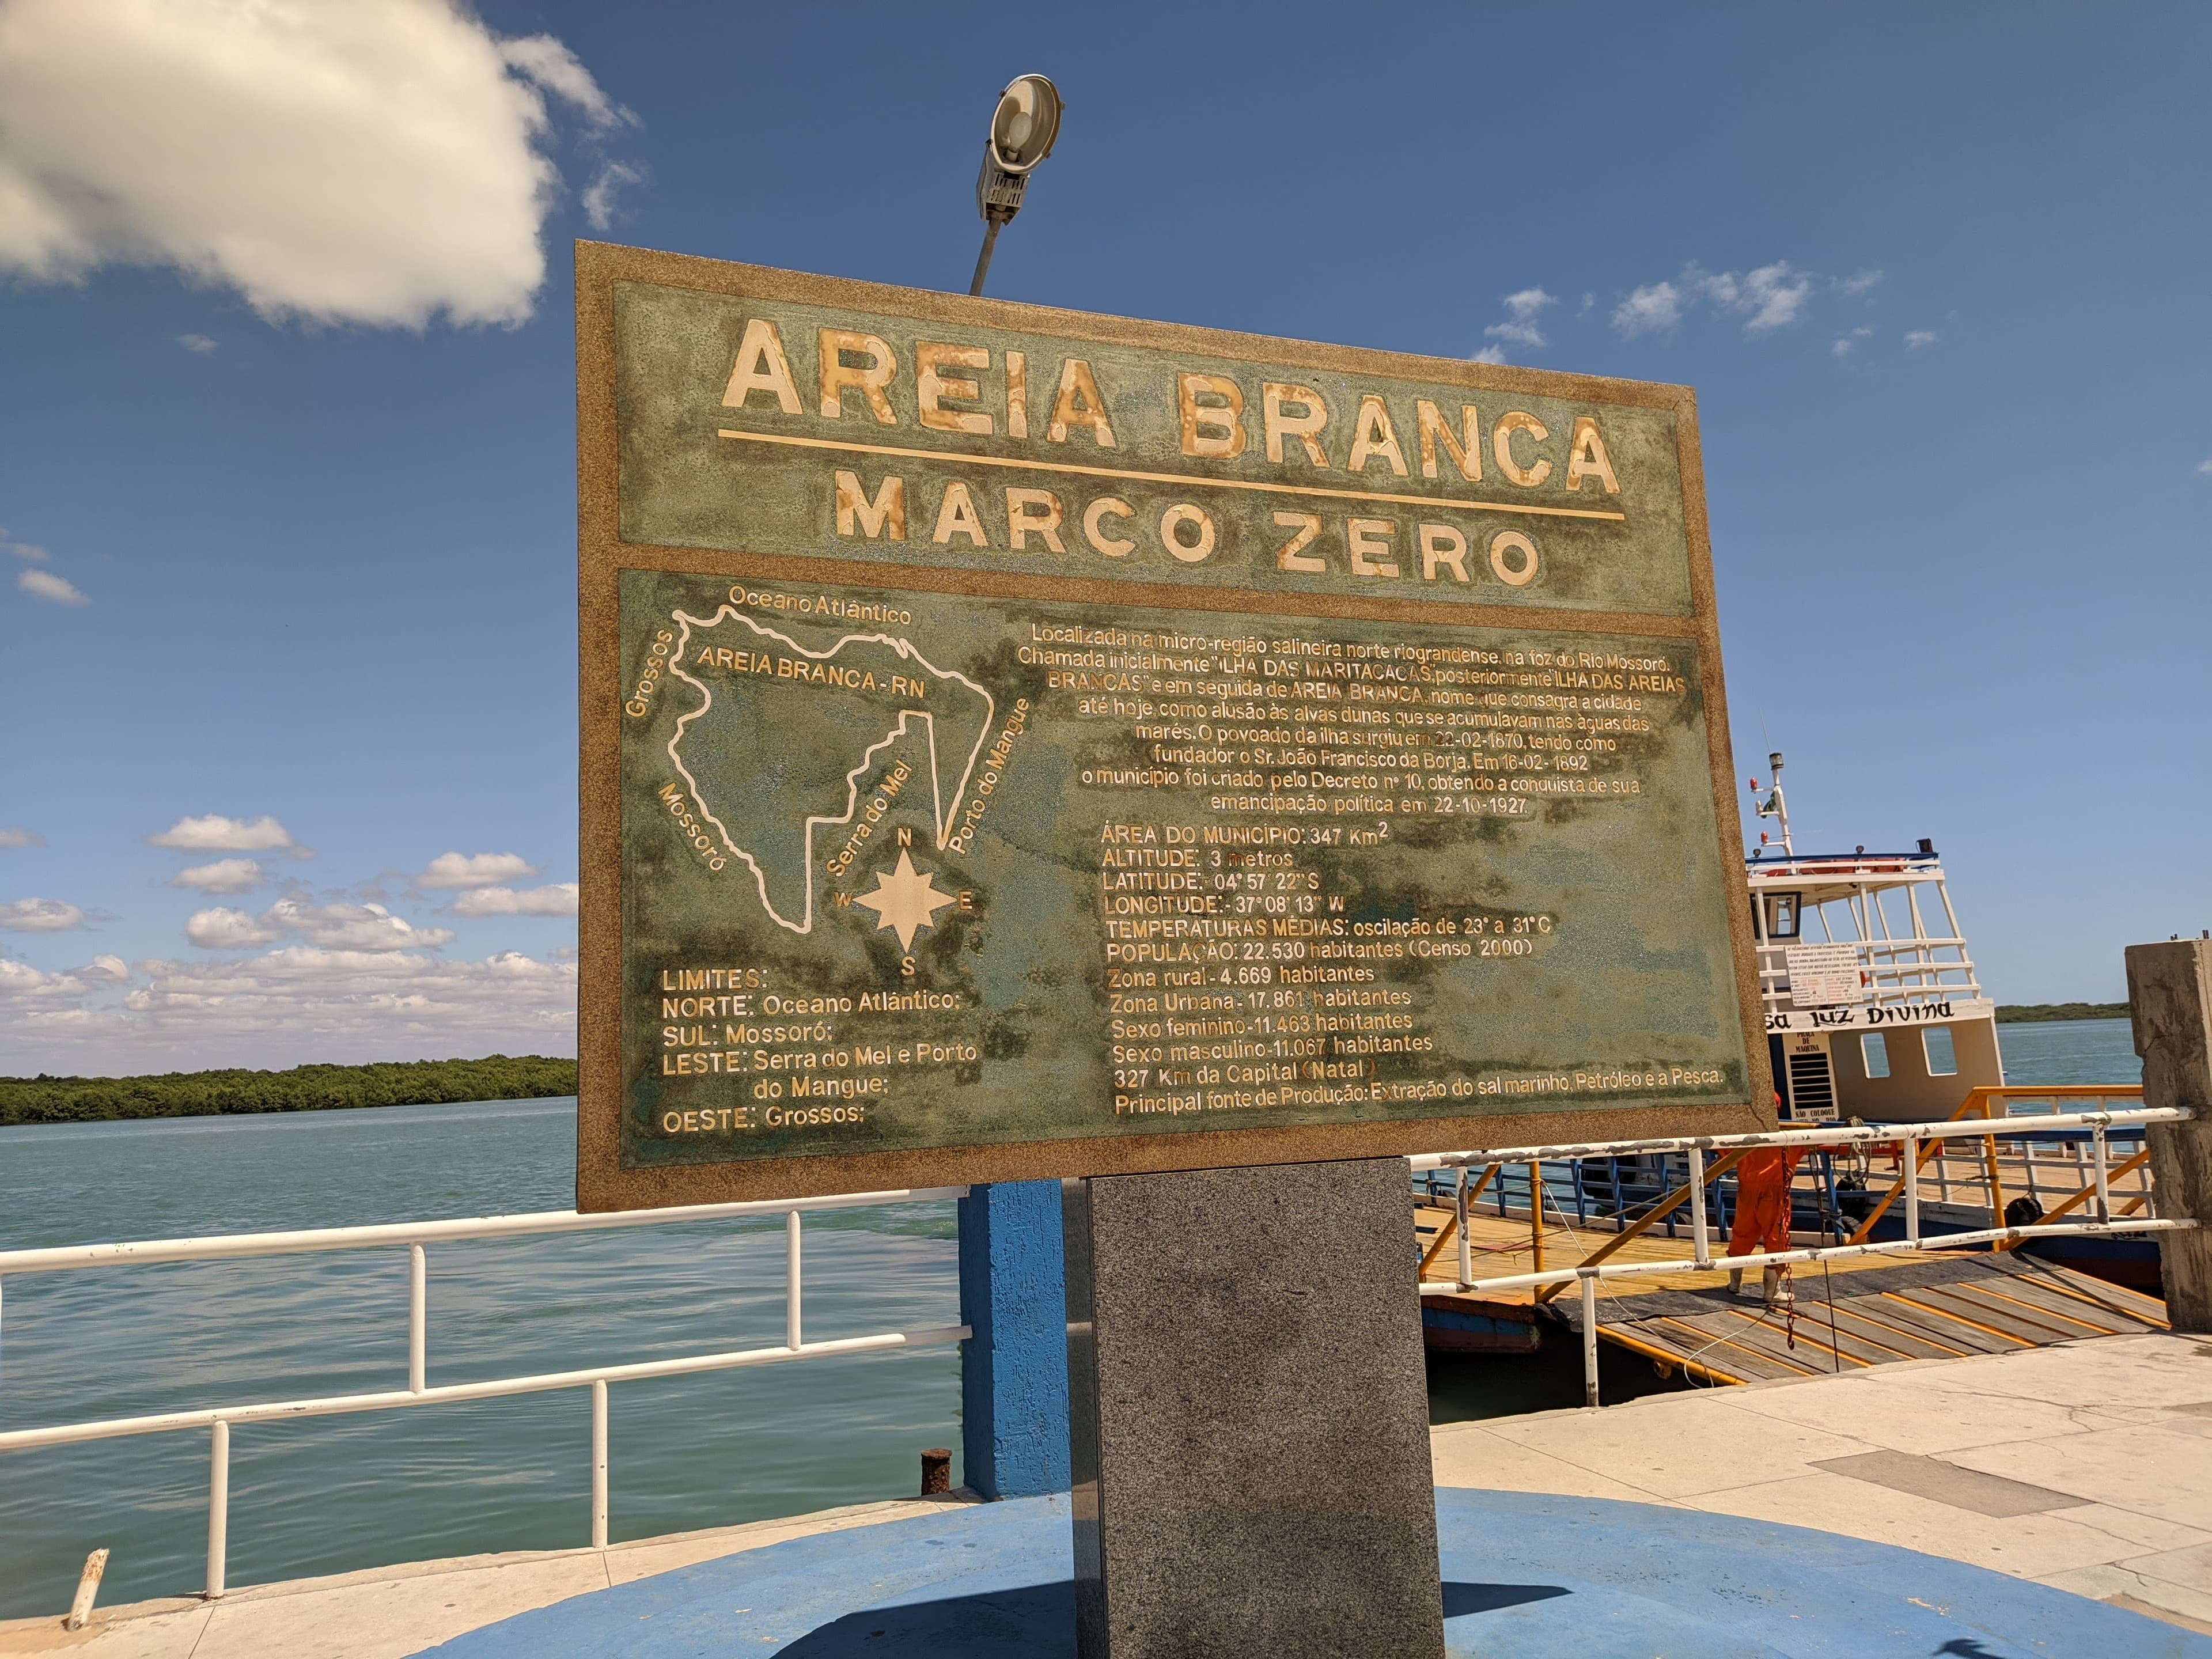 AREIA BRANCA
MARCO ZERO
Oceano Atlântico
Grossos
AREIA BRANCA-RN
Mossoró
Serra do Mel
Porto do Mangue
N
W
E
S
LIMITES:
NORTE: Oceano Atlântico;
SUL: Mossoró;
LESTE: Serra do Mel e Porto
do Mangue;
OESTE: Grossos;
Localizada na micro-região salineira norte riograndense, na foz do Rio Mossoró.
Chamada inicialmente "ILHA DAS MARITACACAS", posteriormente "ILHA DAS AREIAS
BRANCAS" e em seguida de AREIA BRANCA, nome que consagra a cidade
até hoje, como alusão às alvas dunas que se acumulavam nas àguas das
marés. O povoado da ilha surgiu em 22-02-1870, tendo como
fundador o Sr. João Francisco da Borja. Em 16-02-1892
o município foi criado pelo Decreto nº 10, obtendo a conquista de sua
emancipação política em 22-10-1927.
ÁREA DO MUNICÍPIO: 347 Km²
ALTITUDE: 3 metros
LATITUDE:- 04° 57' 22" S
LONGITUDE:- 37° 08' 13" W
TEMPERATURAS MÉDIAS: oscilação de 23° a 31°C
POPULAÇÃO: 22.530 habitantes (Censo 2000)
Zona rural - 4.669 habitantes
Zona Urbana- 17.861 habitantes
Sexo feminino-11.463 habitantes
Sexo masculino-11.067 habitantes
327 Km da Capital (Natal)
Principal fonte de Produção: Extração do sal marinho, Petróleo e a Pesca.
sa luz Divina
PRAÇA
DE
MAQUINA
NÃO COLOQUE